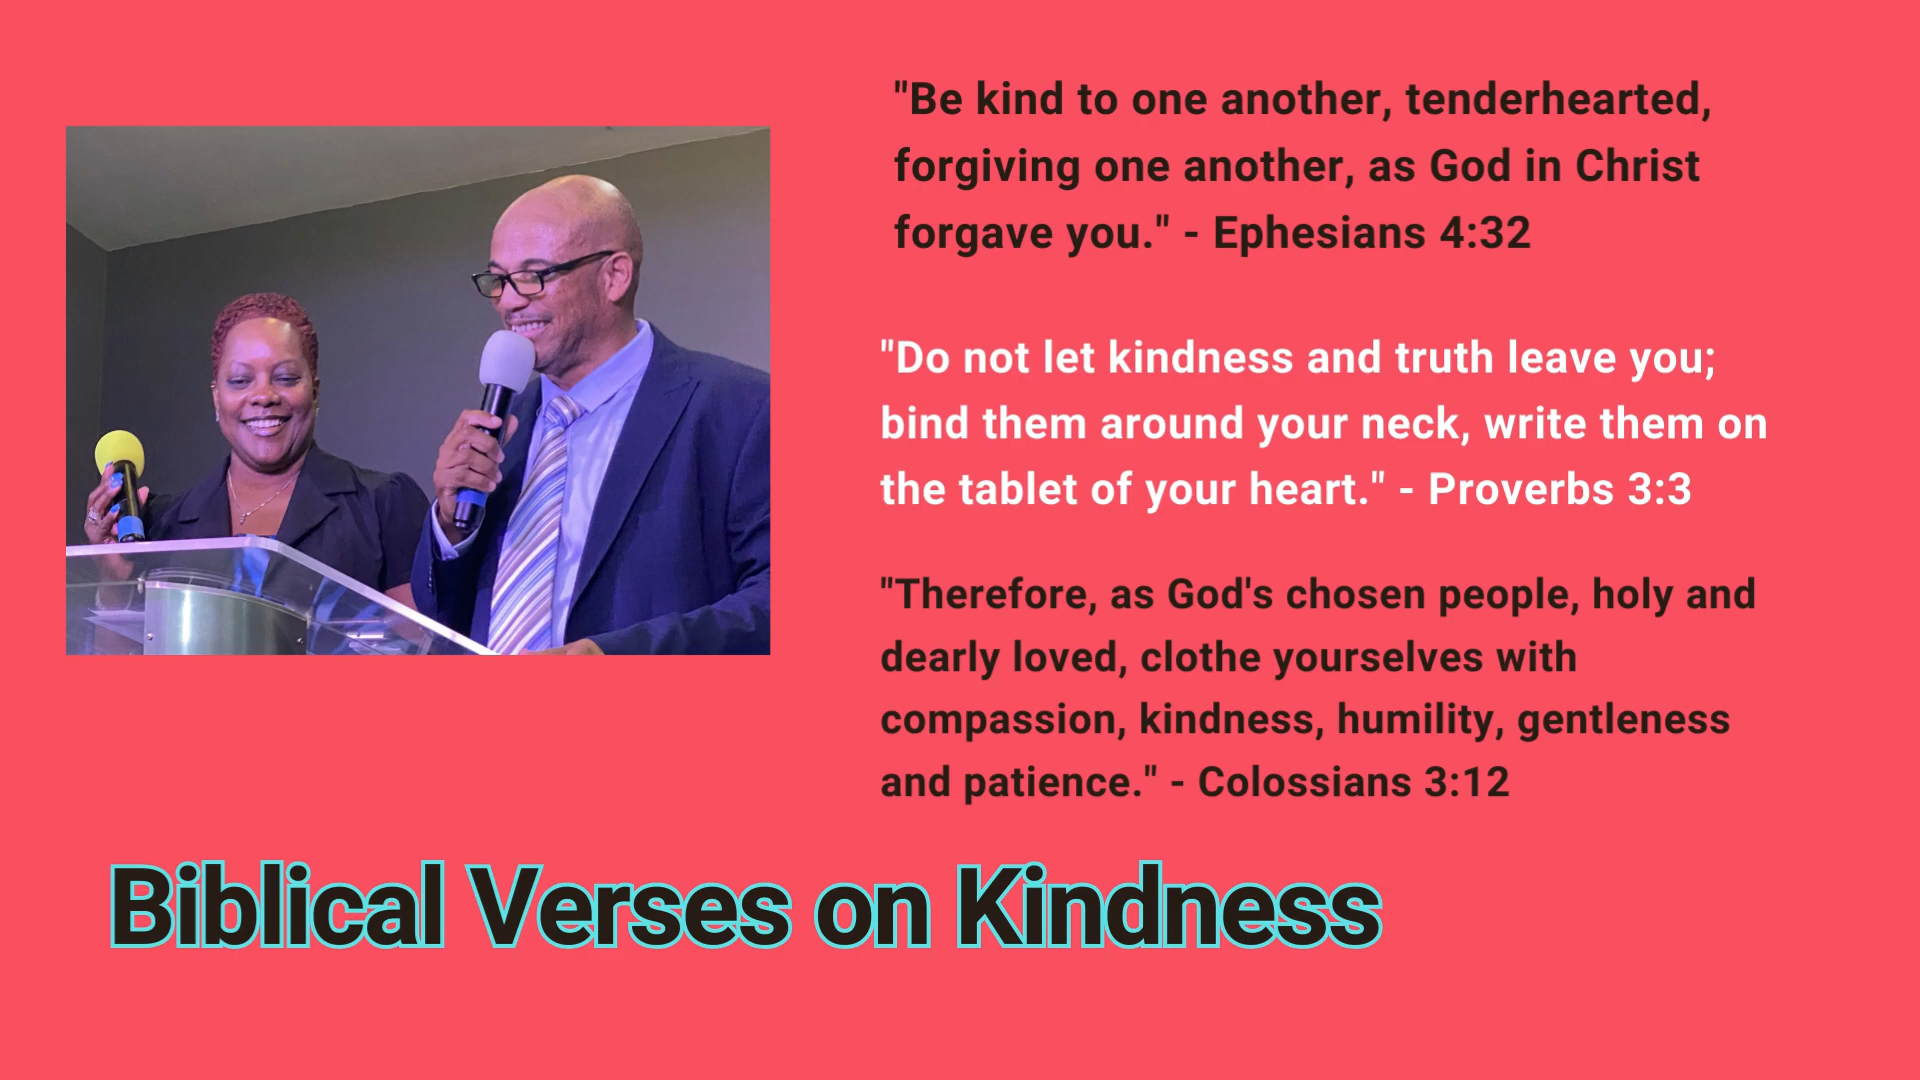 "Be kind to one another, tenderhearted,
forgiving one another, as God in Christ
forgave you." - Ephesians 4:32
"Do not let kindness and truth leave you;
bind them around your neck, write them on
the tablet of your heart." - Proverbs 3:3
"Therefore, as God's chosen people, holy and
dearly loved, clothe yourselves with
compassion, kindness, humility, gentleness
and patience." - Colossians 3:12
Biblical Verses on Kindness